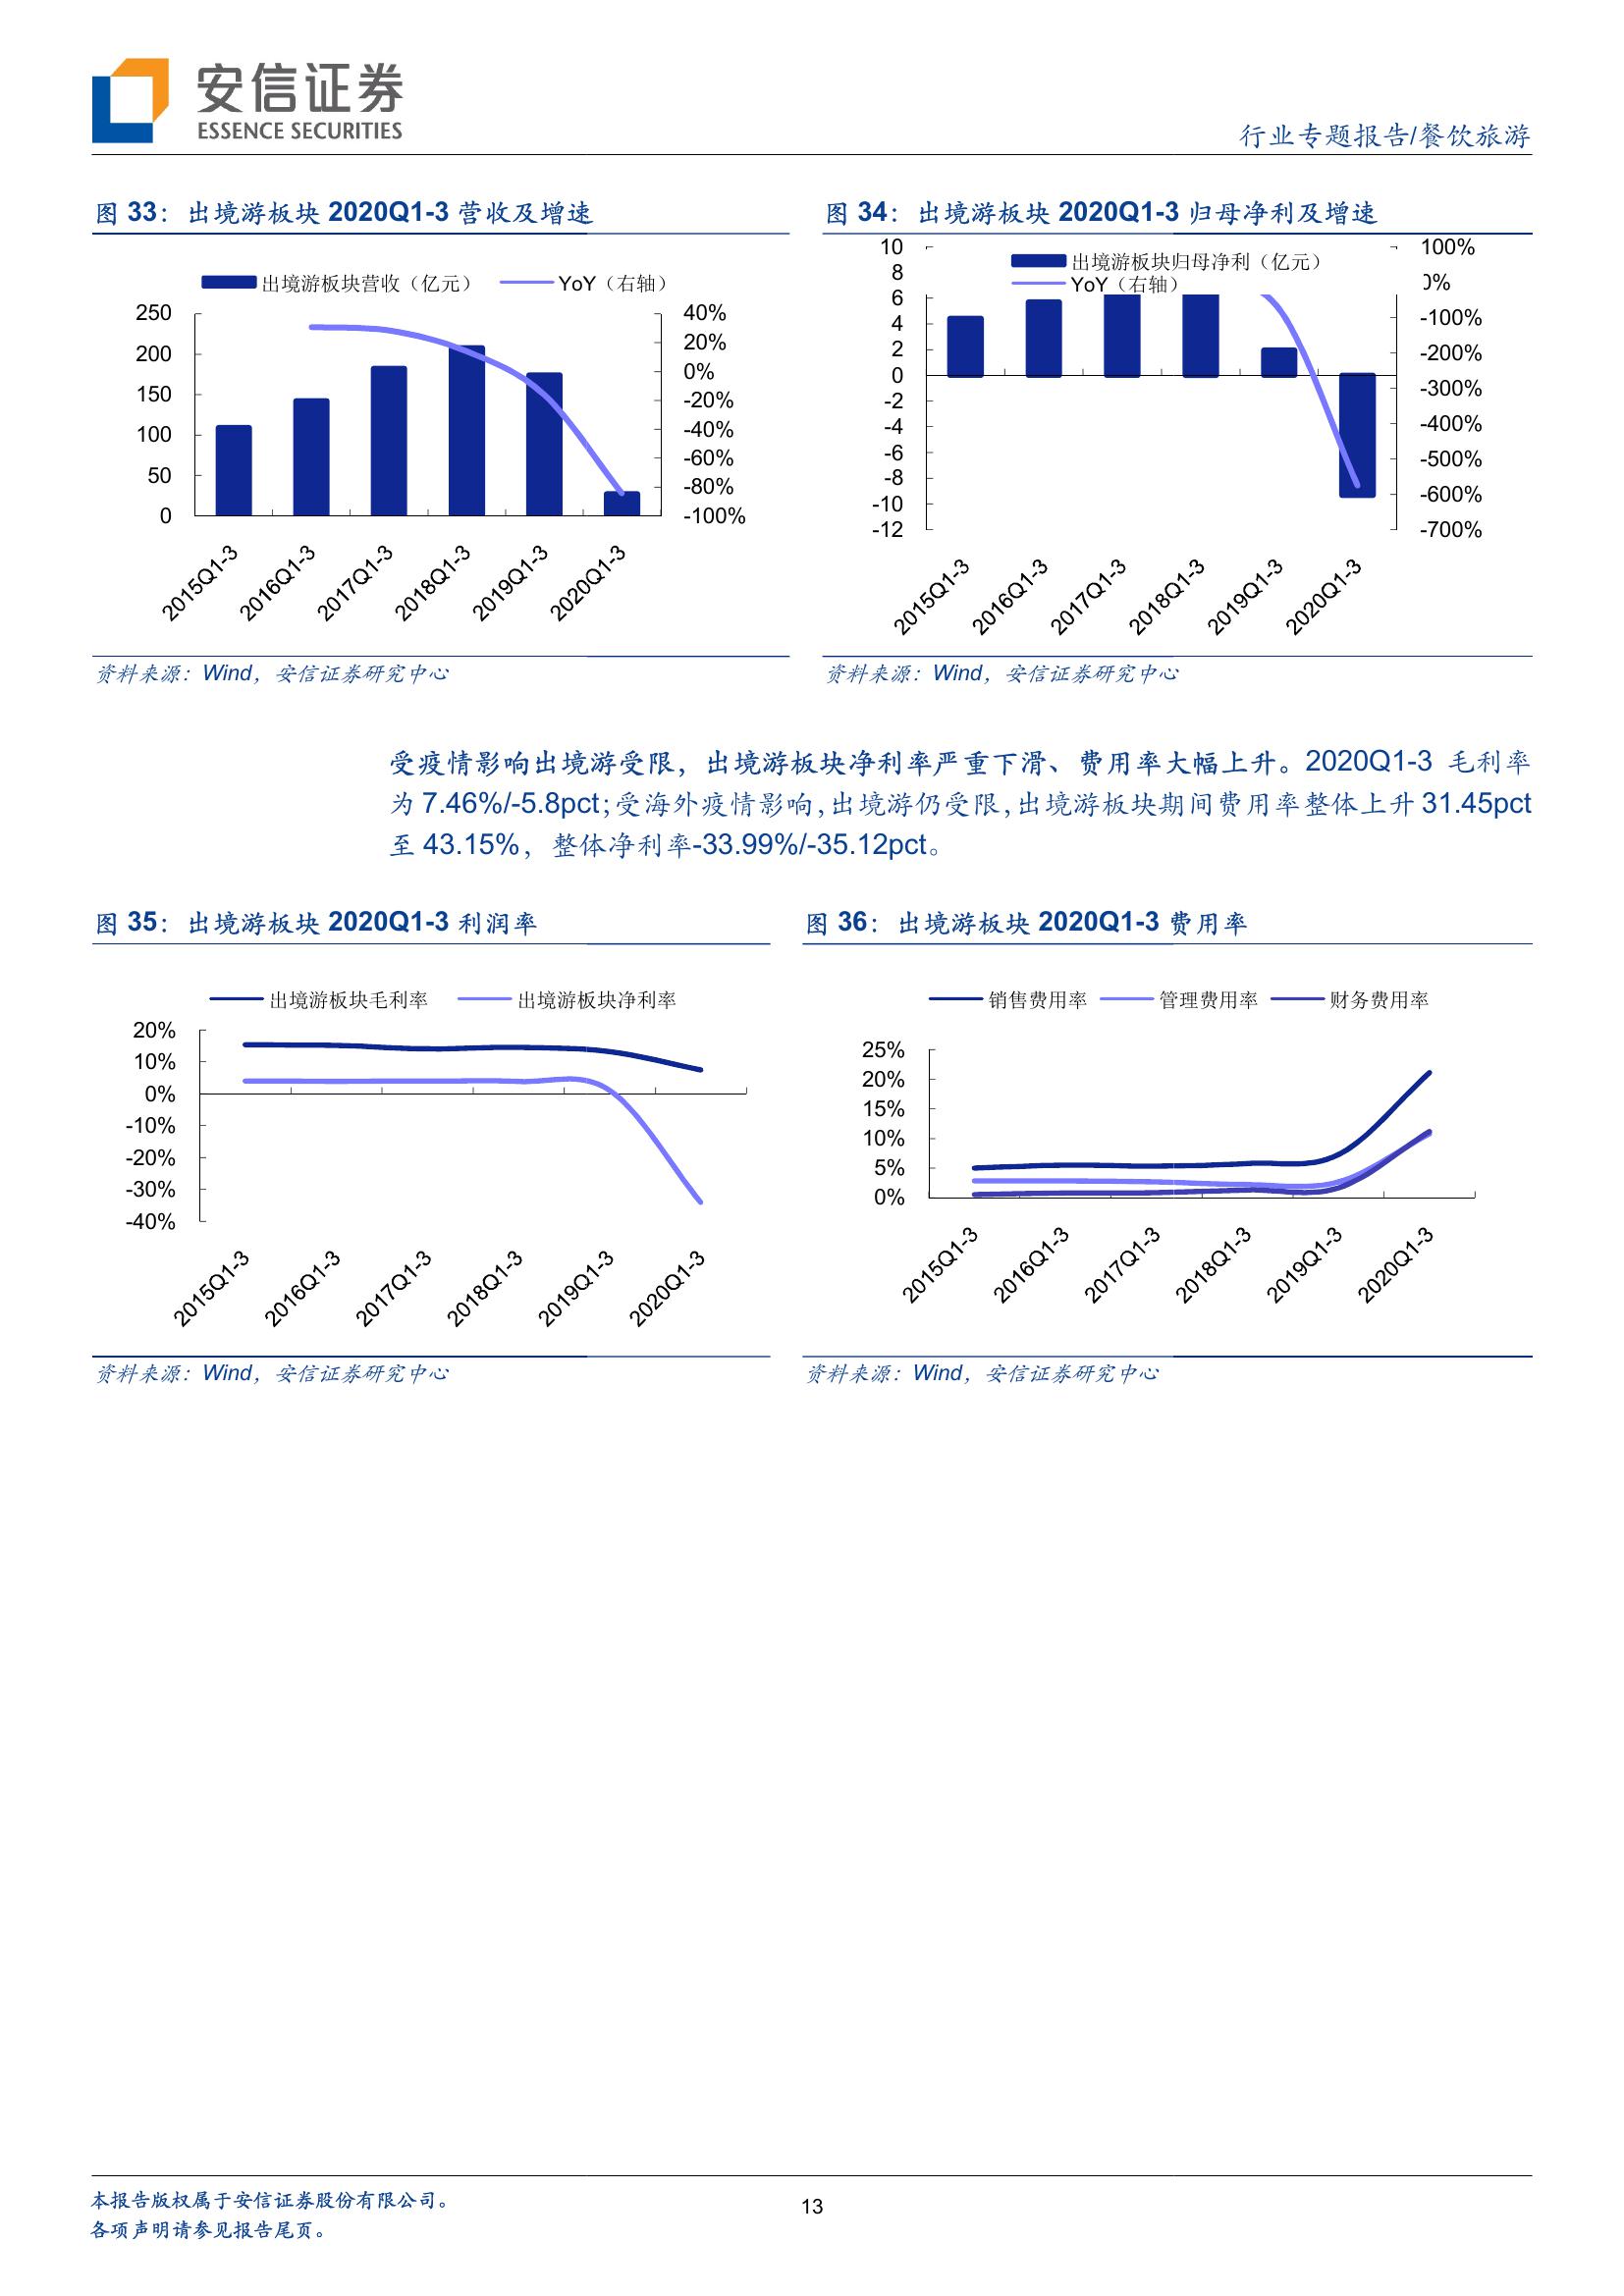 安信证券
ESSENCE SECURITIES
行业专题报告/餐饮旅游
图 33：出境游板块 2020Q1-3 营收及增速
出境游板块营收（亿元）
YoY（右轴）
250
200
150
100
50
0
40%
20%
0%
-20%
-40%
-60%
-80%
-100%
2015Q1-3
2016Q1-3
2017Q1-3
2018Q1-3
2019Q1-3
2020Q1-3
资料来源：Wind，安信证券研究中心
图 34：出境游板块 2020Q1-3 归母净利及增速
出境游板块归母净利（亿元）
YoY（右轴）
10
8
6
4
2
0
-2
-4
-6
-8
-10
-12
100%
0%
-100%
-200%
-300%
-400%
-500%
-600%
-700%
2015Q1-3
2016Q1-3
2017Q1-3
2018Q1-3
2019Q1-3
2020Q1-3
资料来源：Wind，安信证券研究中心
受疫情影响出境游受限，出境游板块净利率严重下滑、费用率大幅上升。2020Q1-3 毛利率
为 7.46%/-5.8pct；受海外疫情影响，出境游仍受限，出境游板块期间费用率整体上升 31.45pct
至 43.15%，整体净利率-33.99%/-35.12pct。
图 35：出境游板块 2020Q1-3 利润率
出境游板块毛利率
出境游板块净利率
20%
10%
0%
-10%
-20%
-30%
-40%
2015Q1-3
2016Q1-3
2017Q1-3
2018Q1-3
2019Q1-3
2020Q1-3
资料来源：Wind，安信证券研究中心
图 36：出境游板块 2020Q1-3 费用率
销售费用率
管理费用率
财务费用率
25%
20%
15%
10%
5%
0%
2015Q1-3
2016Q1-3
2017Q1-3
2018Q1-3
2019Q1-3
2020Q1-3
资料来源：Wind，安信证券研究中心
本报告版权属于安信证券股份有限公司。
各项声明请参见报告尾页。
13